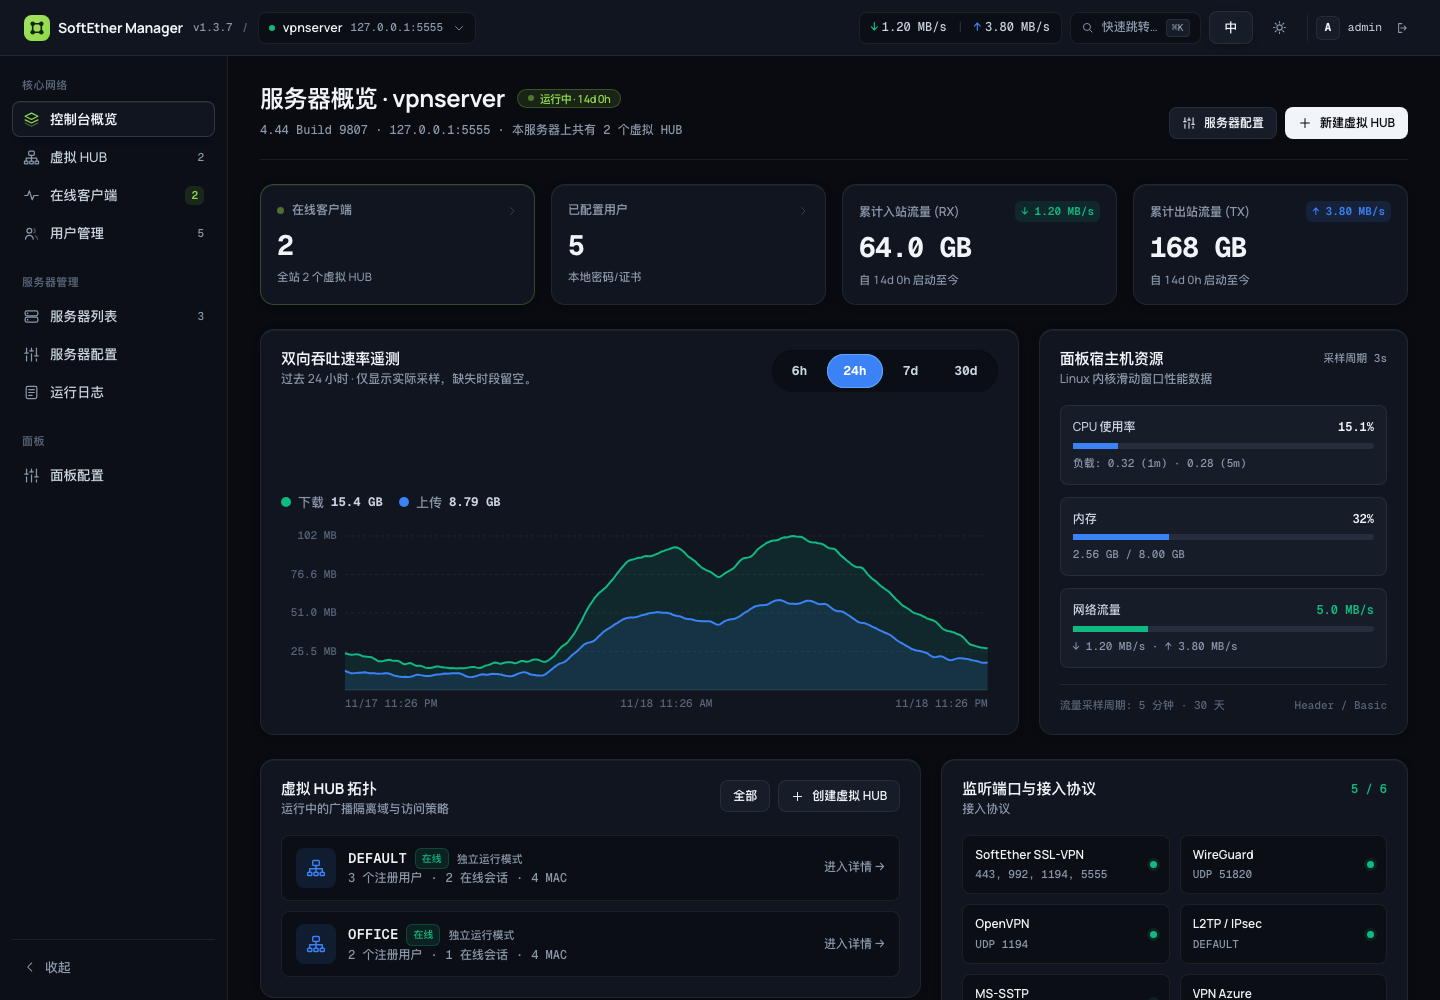 SoftEther Manager v1.3.7 / vpnserver 127.0.0.1:5555
↓ 1.20 MB/s | ↑ 3.80 MB/s
快速跳转… ⌘K
中
A admin
核心网络
控制台概览
虚拟 HUB 2
在线客户端 2
用户管理 5
服务器管理
服务器列表 3
服务器配置
运行日志
面板
面板配置
收起
服务器概览 · vpnserver 运行中 · 14d 0h
4.44 Build 9807 · 127.0.0.1:5555 · 本服务器上共有 2 个虚拟 HUB
服务器配置
新建虚拟 HUB
在线客户端
2
全站 2 个虚拟 HUB
已配置用户
5
本地密码/证书
累计入站流量 (RX) ↓ 1.20 MB/s
64.0 GB
自 14d 0h 启动至今
累计出站流量 (TX) ↑ 3.80 MB/s
168 GB
自 14d 0h 启动至今
双向吞吐速率遥测
过去 24 小时 · 仅显示实际采样，缺失时段留空。
6h 24h 7d 30d
下载 15.4 GB 上传 8.79 GB
102 MB
76.6 MB
51.0 MB
25.5 MB
11/17 11:26 PM 11/18 11:26 AM 11/18 11:26 PM
面板宿主机资源 采样周期 3s
Linux 内核滑动窗口性能数据
CPU 使用率 15.1%
负载: 0.32 (1m) · 0.28 (5m)
内存 32%
2.56 GB / 8.00 GB
网络流量 5.0 MB/s
↓ 1.20 MB/s · ↑ 3.80 MB/s
流量采样周期: 5 分钟 · 30 天 Header / Basic
虚拟 HUB 拓扑
运行中的广播隔离域与访问策略
全部
创建虚拟 HUB
DEFAULT 在线 独立运行模式
3 个注册用户 · 2 在线会话 · 4 MAC
进入详情 →
OFFICE 在线 独立运行模式
2 个注册用户 · 1 在线会话 · 4 MAC
进入详情 →
监听端口与接入协议 5 / 6
接入协议
SoftEther SSL-VPN
443, 992, 1194, 5555
WireGuard
UDP 51820
OpenVPN
UDP 1194
L2TP / IPsec
DEFAULT
MS-SSTP
VPN Azure